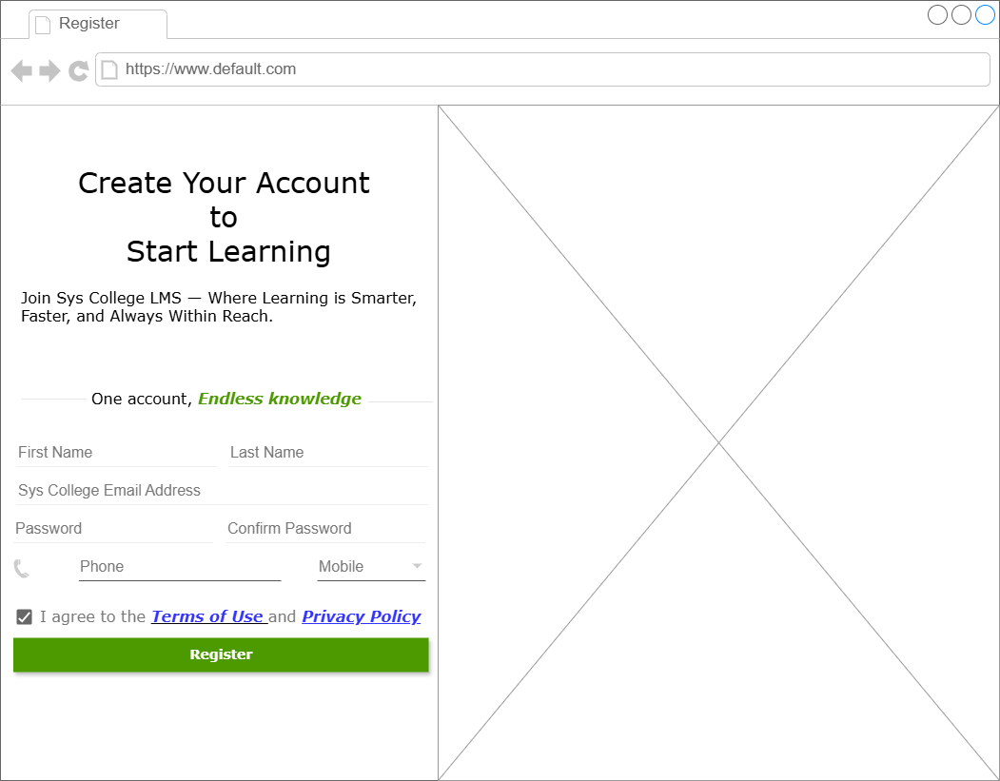 Register
https://www.default.com
Create Your Account
to
Start Learning
Join Sys College LMS — Where Learning is Smarter,
Faster, and Always Within Reach.
One account, Endless knowledge
First Name Last Name
Sys College Email Address
Password Confirm Password
Phone Mobile
I agree to the Terms of Use and Privacy Policy
Register